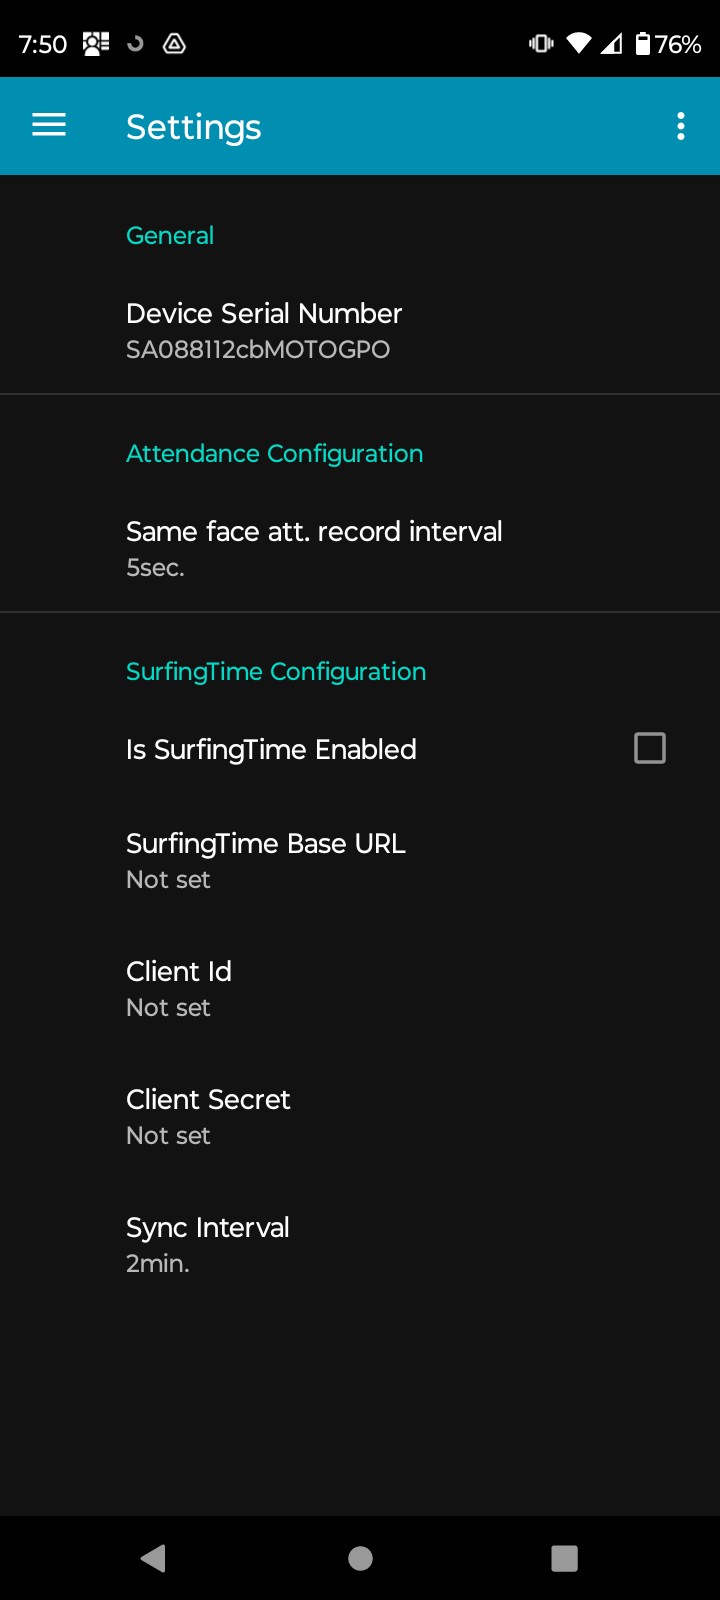 7:50
76%
Settings
General
Device Serial Number
SA088112cbMOTOGPO
Attendance Configuration
Same face att. record interval
5sec.
SurfingTime Configuration
Is SurfingTime Enabled
SurfingTime Base URL
Not set
Client Id
Not set
Client Secret
Not set
Sync Interval
2min.